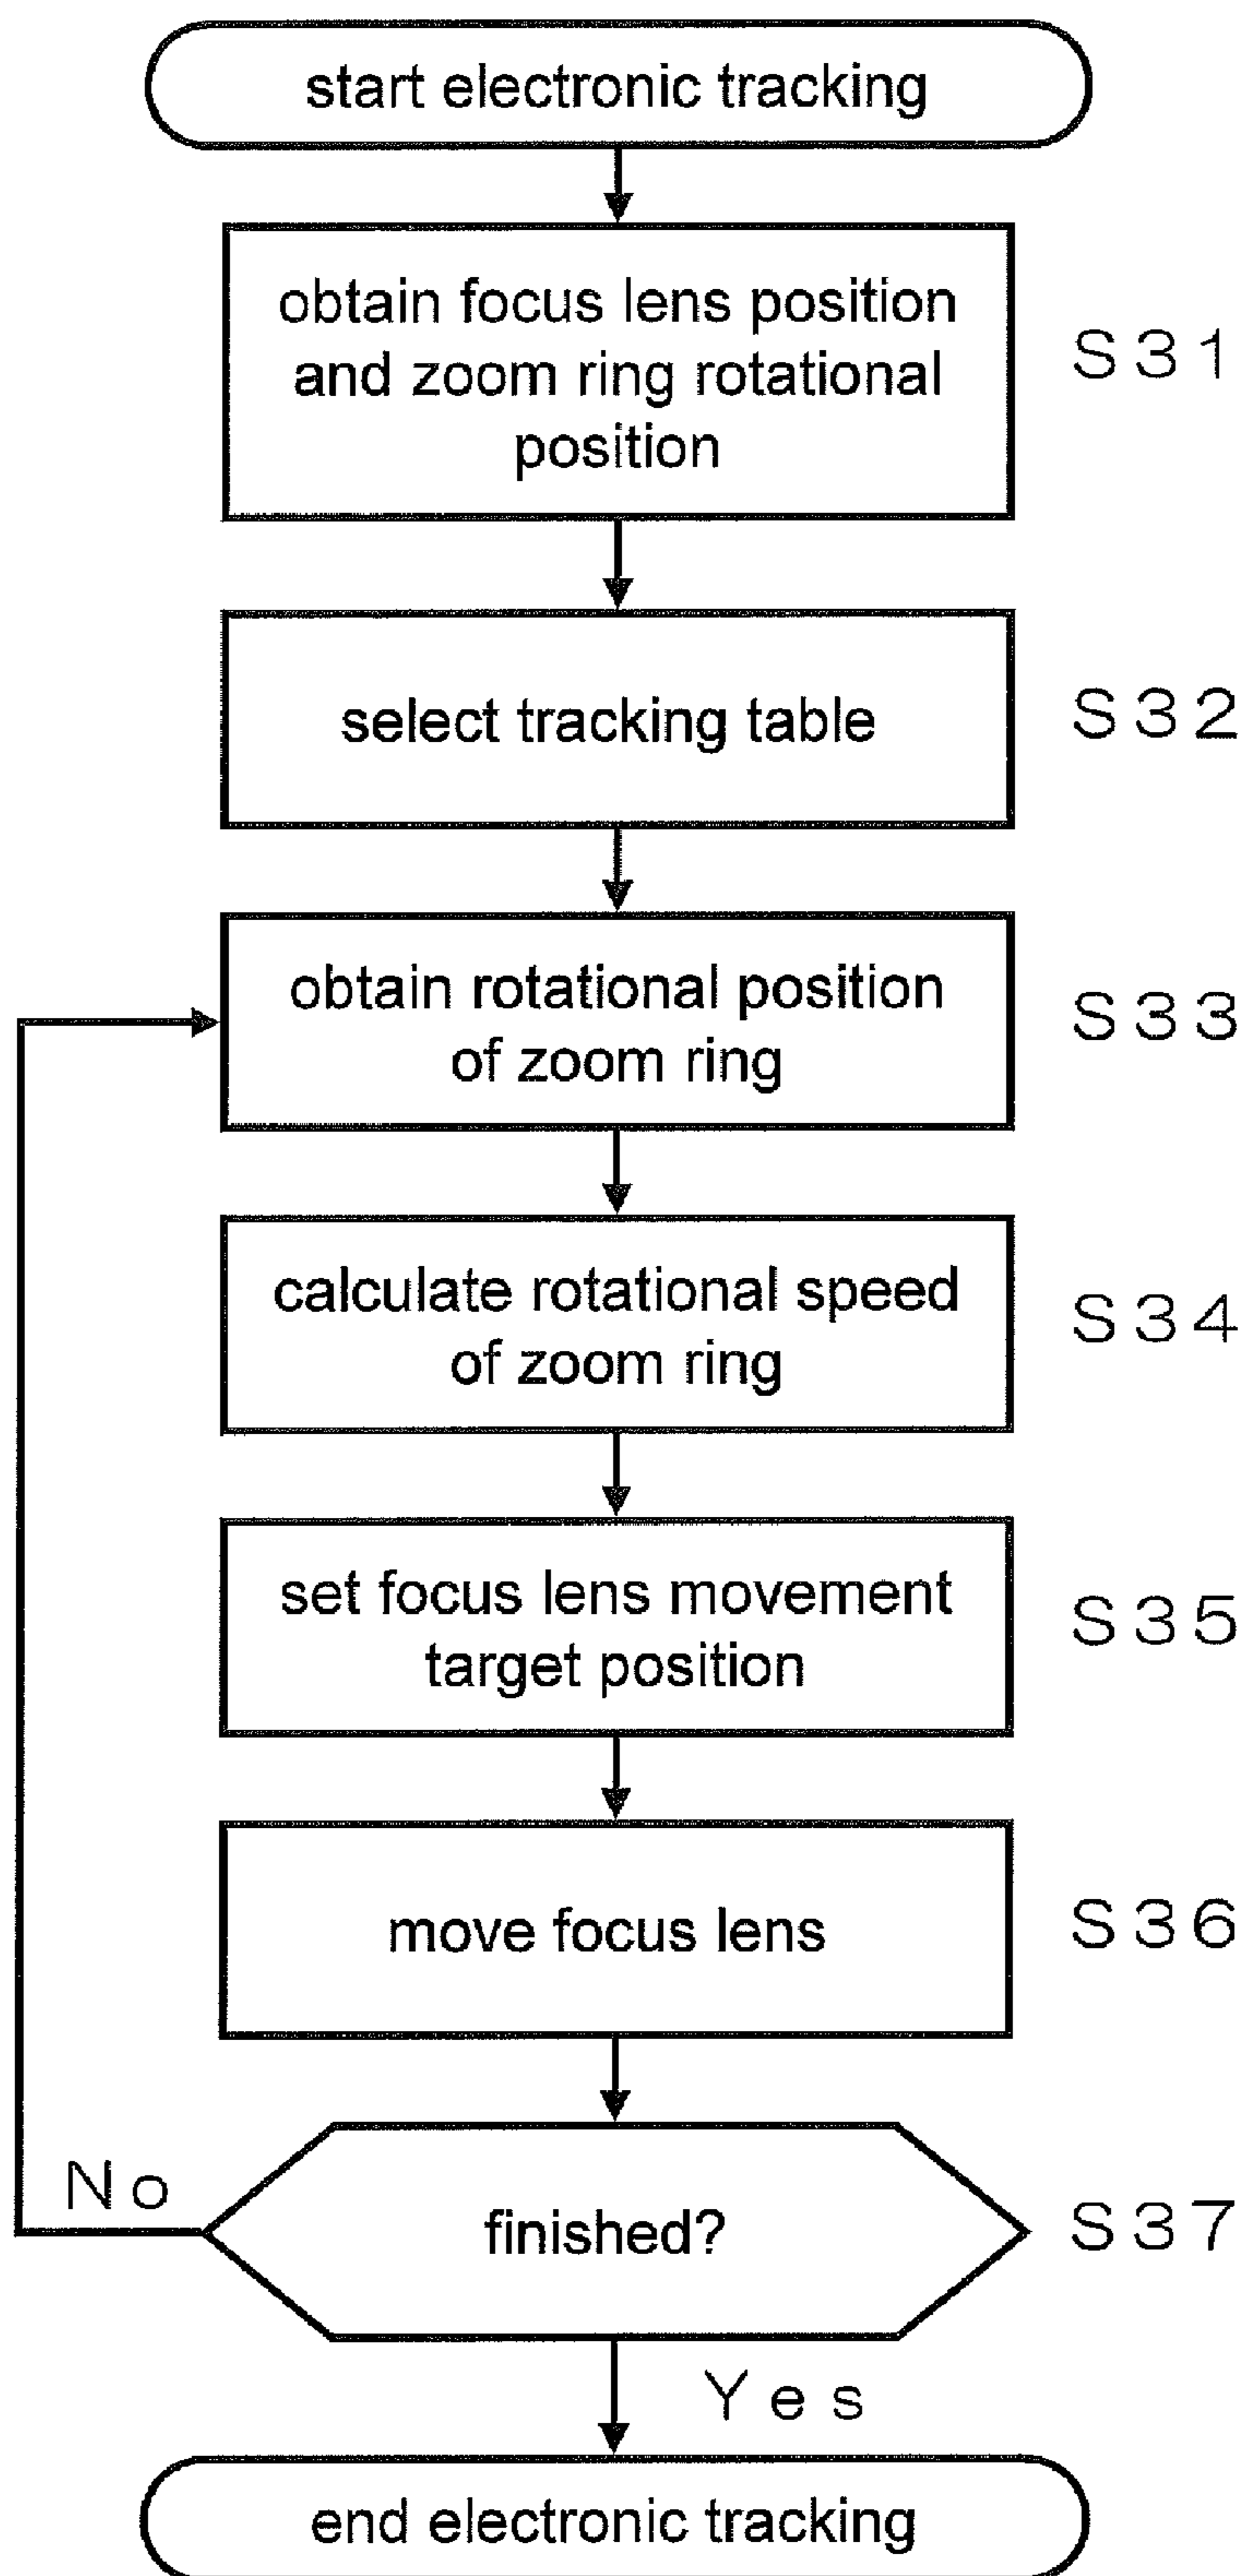 start electronic tracking
obtain focus lens position
and zoom ring rotational
position
S31
select tracking table
S32
obtain rotational position
of zoom ring
S33
calculate rotational speed
of zoom ring
S34
set focus lens movement
target position
S35
move focus lens
S36
No
finished?
S37
Yes
end electronic tracking